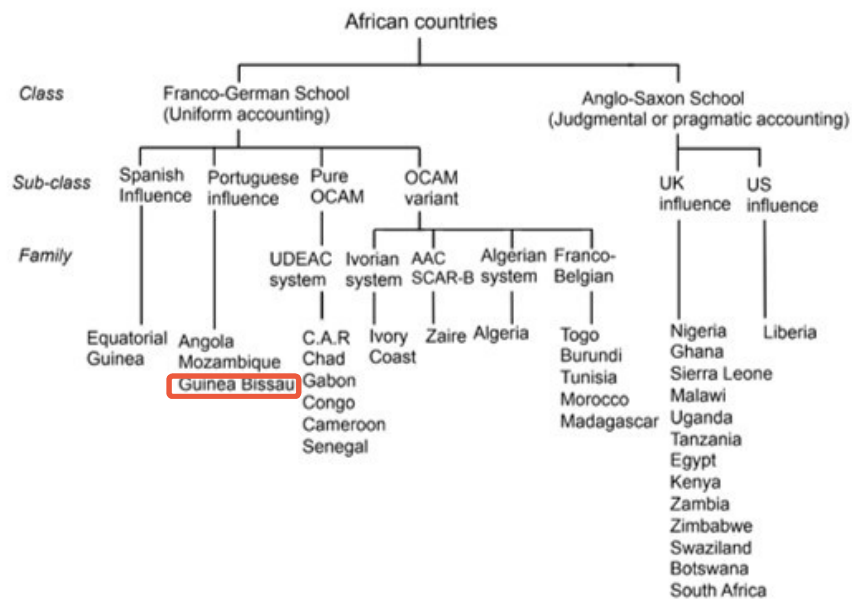 African countries
Class
Franco-German School
(Uniform accounting)
Anglo-Saxon School
(Judgmental or pragmatic accounting)
Sub-class
Spanish
Influence
Portuguese
influence
Pure
OCAM
OCAM
variant
UK
influence
US
influence
Family
UDEAC
system
Ivorian
system
AAC
SCAR-B
Algerian
system
Franco-
Belgian
Equatorial
Guinea
Angola
Mozambique
Guinea Bissau
C.A.R
Chad
Gabon
Congo
Cameroon
Senegal
Ivory
Coast
Zaire
Algeria
Togo
Burundi
Tunisia
Morocco
Madagascar
Nigeria
Ghana
Sierra Leone
Malawi
Uganda
Tanzania
Egypt
Kenya
Zambia
Zimbabwe
Swaziland
Botswana
South Africa
Liberia